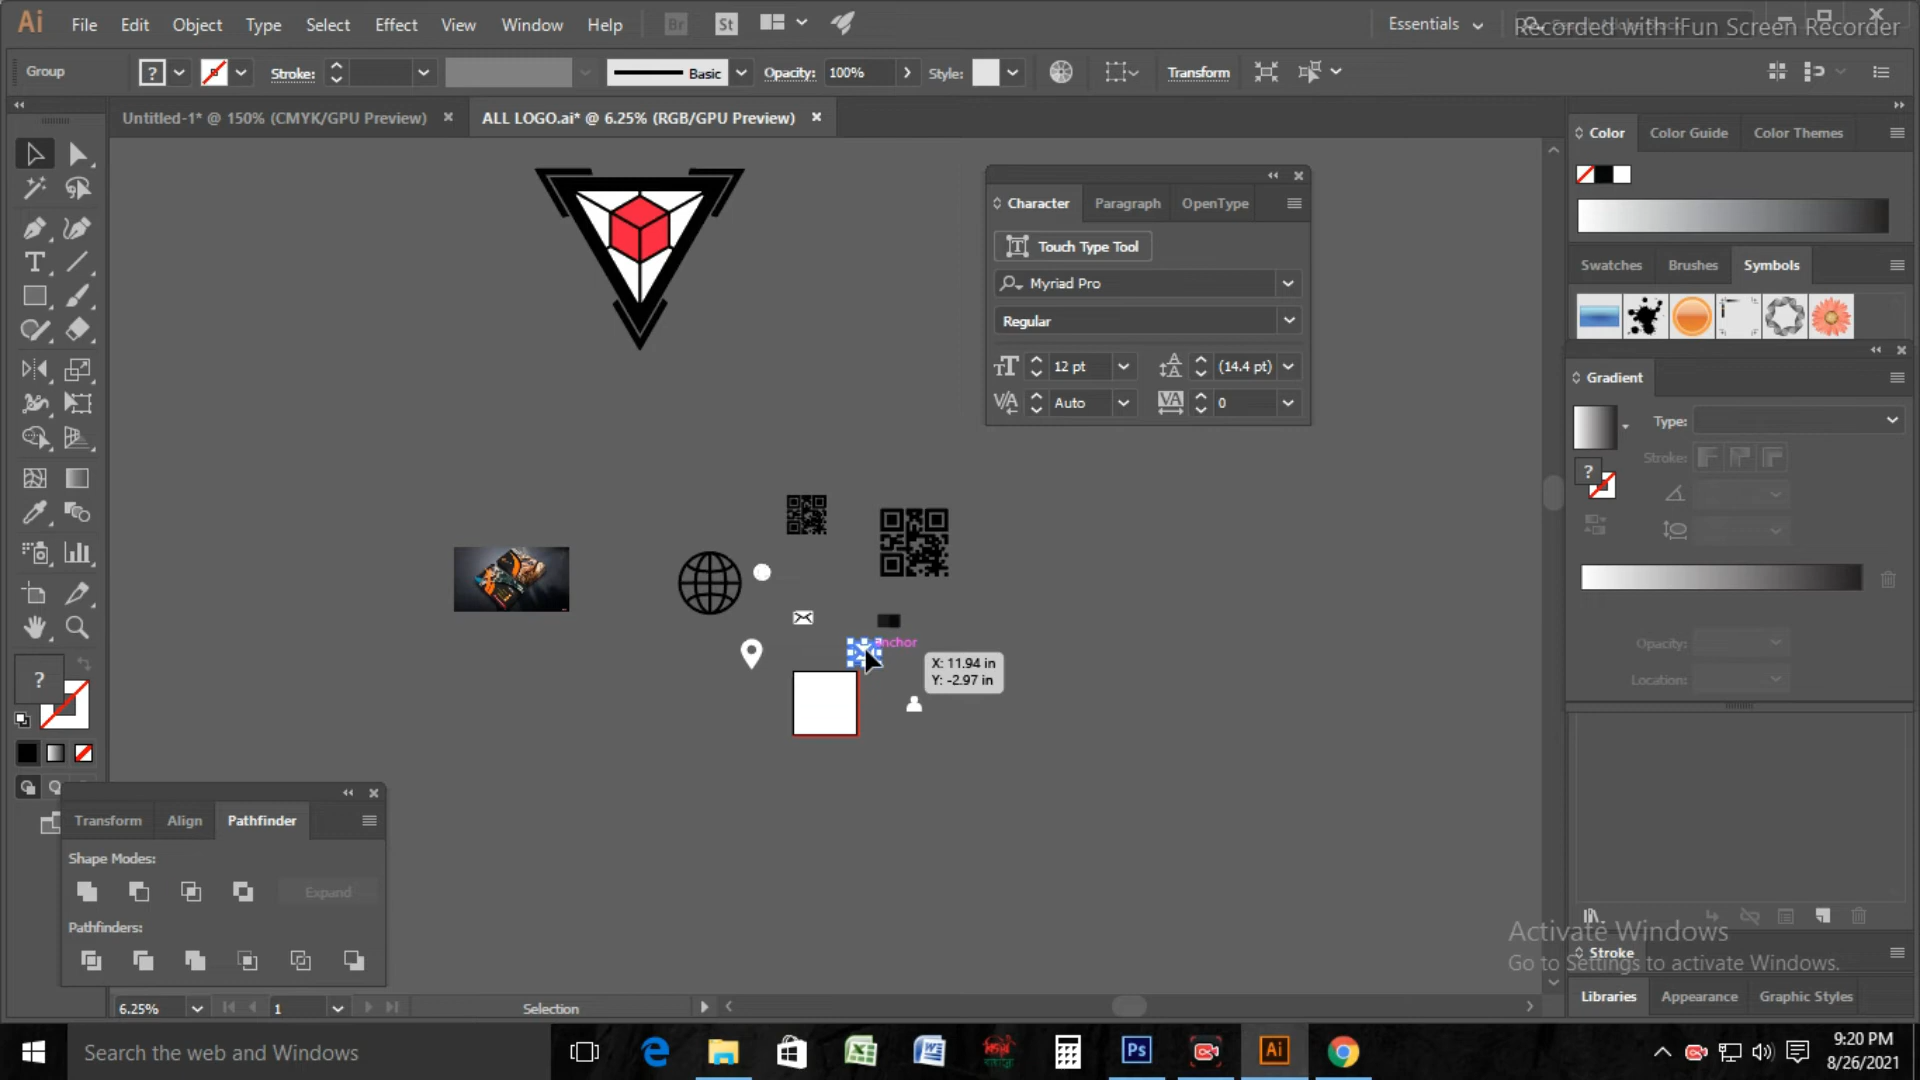 Ai File Edit Object Type Select Effect View Window Help Br St Essentials
Recorded with iFun Screen Recorder
Group ? Stroke: Basic Opacity: 100% Style: Transform
Untitled-1* @ 150% (CMYK/GPU Preview) ALL LOGO.ai* @ 6.25% (RGB/GPU Preview)
Color Color Guide Color Themes
Character Paragraph OpenType
Touch Type Tool
Myriad Pro
Regular
12 pt (14.4 pt)
Auto 0
Swatches Brushes Symbols
Gradient
Type:
Stroke:
?
Opacity:
Location:
anchor
X: 11.94 in
Y: -2.97 in
?
Transform Align Pathfinder
Shape Modes:
Expand
Pathfinders:
Activate Windows
Go to Settings to activate Windows.
Stroke
Libraries Appearance Graphic Styles
6.25% 1 Selection
Search the web and Windows
Ps Ai
9:20 PM
8/26/2021